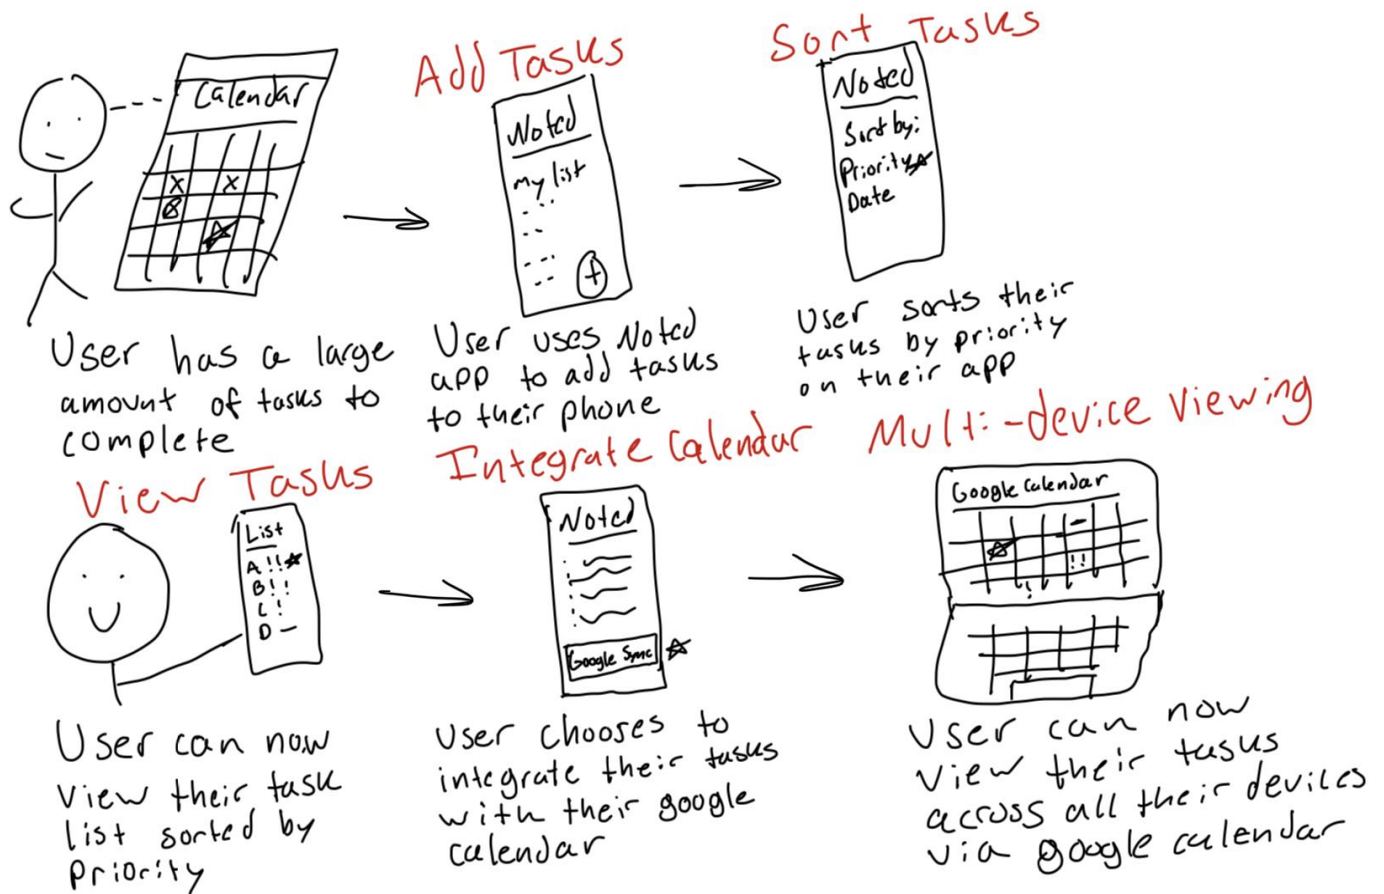 Calendar
x x
User has a large
amount of tasks to
complete
Add Tasks
Noted
my list
+
User uses Noted
app to add tasks
to their phone
Sort Tasks
Noted
Sort by:
Priority
Date
User sorts their
tasks by priority
on their app
View Tasks
List
A!!
B!!
C!
D –
User can now
view their task
list sorted by
Priority
Integrate Calendar
Noted
Google Sync
User chooses to
integrate their tasks
with their google
calendar
Multi-device Viewing
Google Calendar
!!
!
User can now
view their tasks
across all their devices
via google calendar